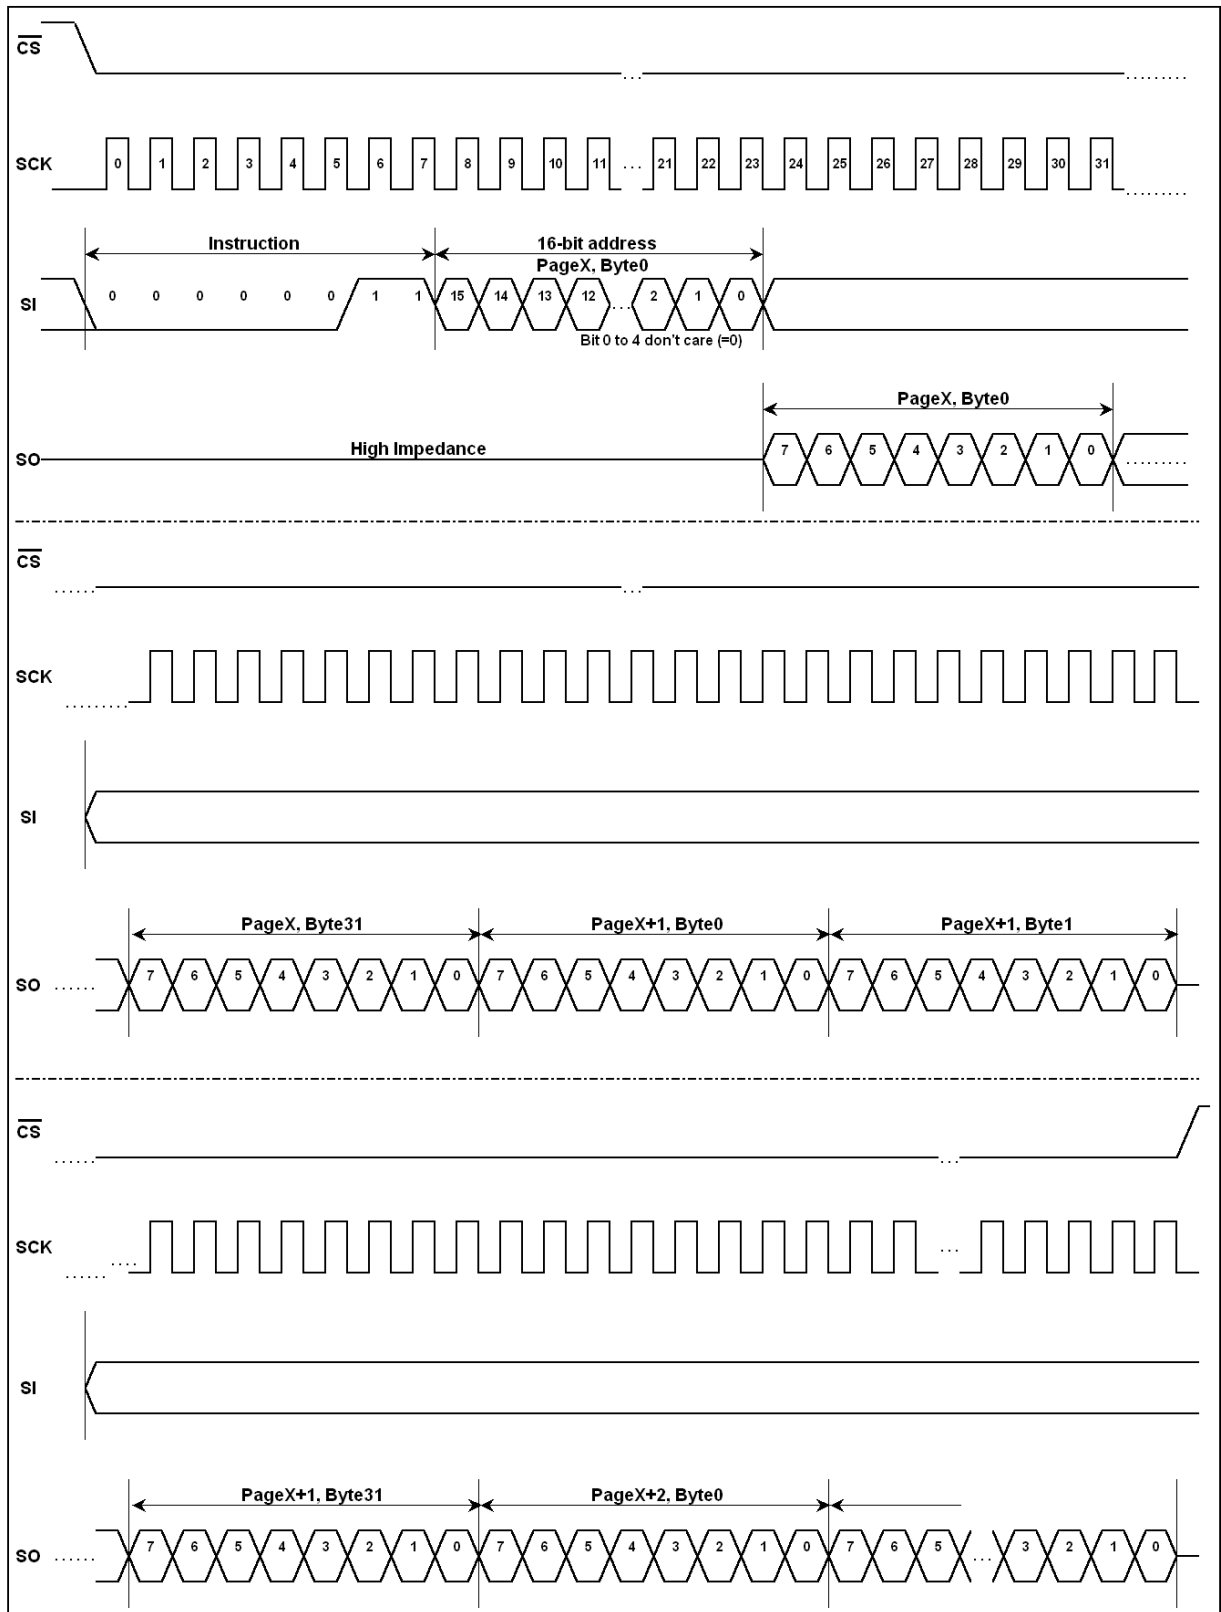 CS
SCK 0 1 2 3 4 5 6 7 8 9 10 11 ... 21 22 23 24 25 26 27 28 29 30 31
Instruction 16-bit address
PageX, Byte0
SI 0 0 0 0 0 0 1 1 15 14 13 12 ... 2 1 0
Bit 0 to 4 don't care (=0)
PageX, Byte0
SO High Impedance 7 6 5 4 3 2 1 0 .........
CS ...... ...
SCK .........
SI
PageX, Byte31 PageX+1, Byte0 PageX+1, Byte1
SO ...... 7 6 5 4 3 2 1 0 7 6 5 4 3 2 1 0 7 6 5 4 3 2 1 0
CS ...... ...
SCK ...... .... ...
SI
PageX+1, Byte31 PageX+2, Byte0
SO ...... 7 6 5 4 3 2 1 0 7 6 5 4 3 2 1 0 7 6 5 ... 3 2 1 0